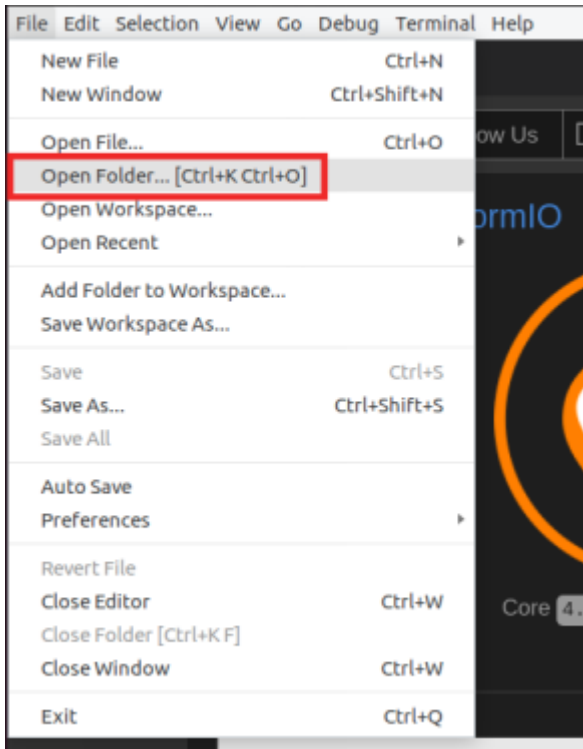 File Edit Selection View Go Debug Terminal Help
New File Ctrl+N
New Window Ctrl+Shift+N
Open File... Ctrl+O
ow Us
Open Folder... [Ctrl+K Ctrl+O]
Open Workspace...
ormIO
Open Recent
Add Folder to Workspace...
Save Workspace As...
Save Ctrl+S
Save As... Ctrl+Shift+S
Save All
Auto Save
Preferences
Revert File
Close Editor Ctrl+W
Core 4.
Close Folder [Ctrl+K F]
Close Window Ctrl+W
Exit Ctrl+Q